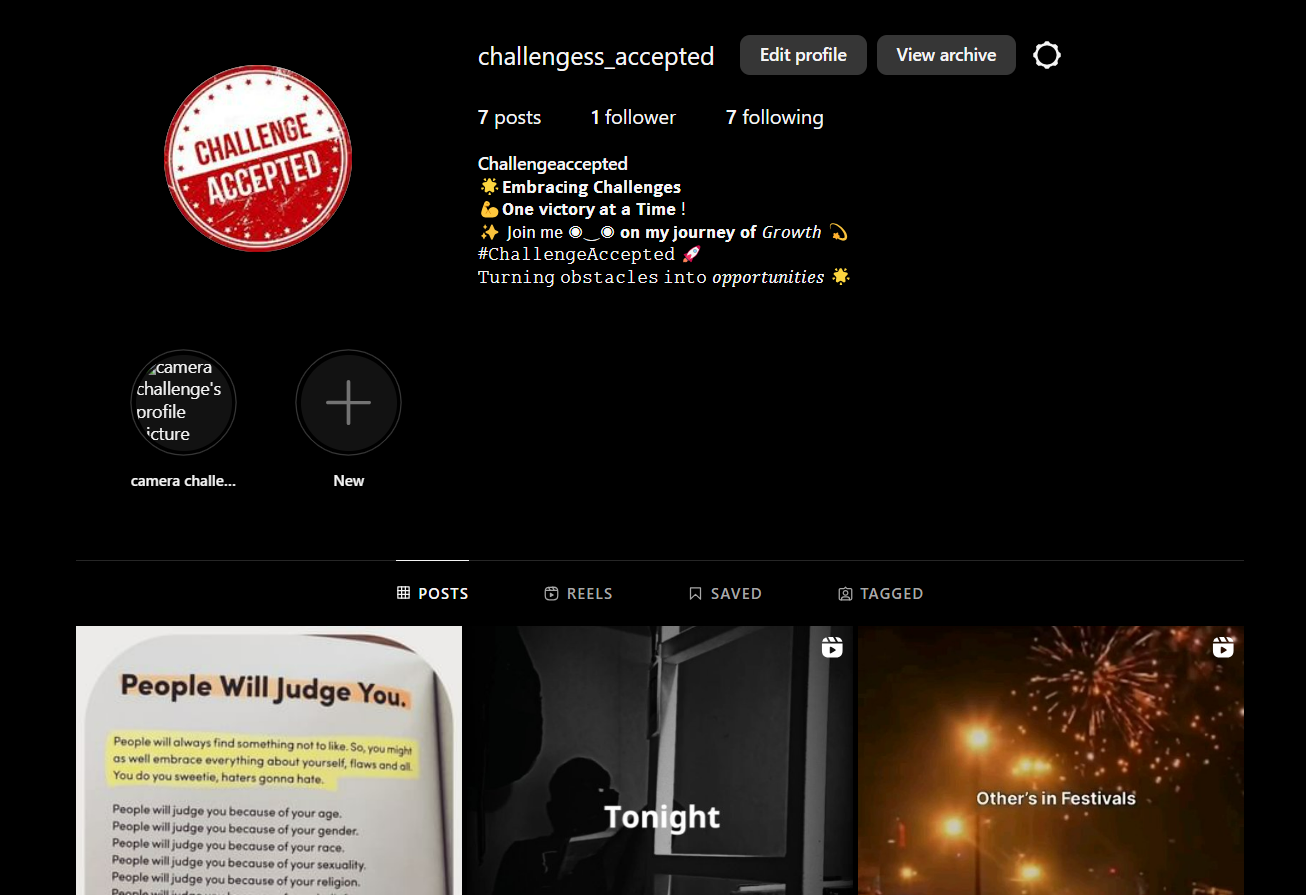 challengess_accepted
Edit profile
View archive
7 posts
1 follower
7 following
CHALLENGE
ACCEPTED
Challengeaccepted
🌟Embracing Challenges
💪One victory at a Time !
✨ Join me ◉‿◉ on my journey of Growth 💫
#ChallengeAccepted 🚀
Turning obstacles into opportunities 🌟
camera
challenge's
profile
picture
camera challe...
New
POSTS
REELS
SAVED
TAGGED
People Will Judge You.
People will always find something not to like. So, you might
as well embrace everything about yourself, flaws and all.
You do you sweetie, haters gonna hate.
People will judge you because of your age.
People will judge you because of your gender.
People will judge you because of your race.
People will judge you because of your sexuality.
People will judge you because of your religion.
Tonight
Other's in Festivals